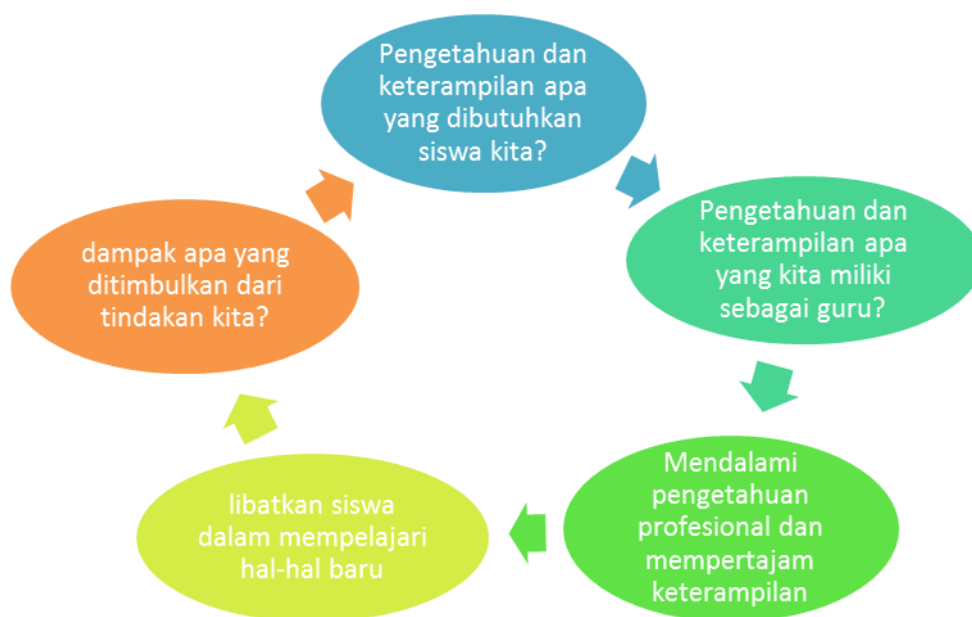 Pengetahuan dan
keterampilan apa
yang dibutuhkan
siswa kita?
Pengetahuan dan
keterampilan apa
yang kita miliki
sebagai guru?
Mendalami
pengetahuan
profesional dan
mempertajam
keterampilan
libatkan siswa
dalam mempelajari
hal-hal baru
dampak apa yang
ditimbulkan dari
tindakan kita?